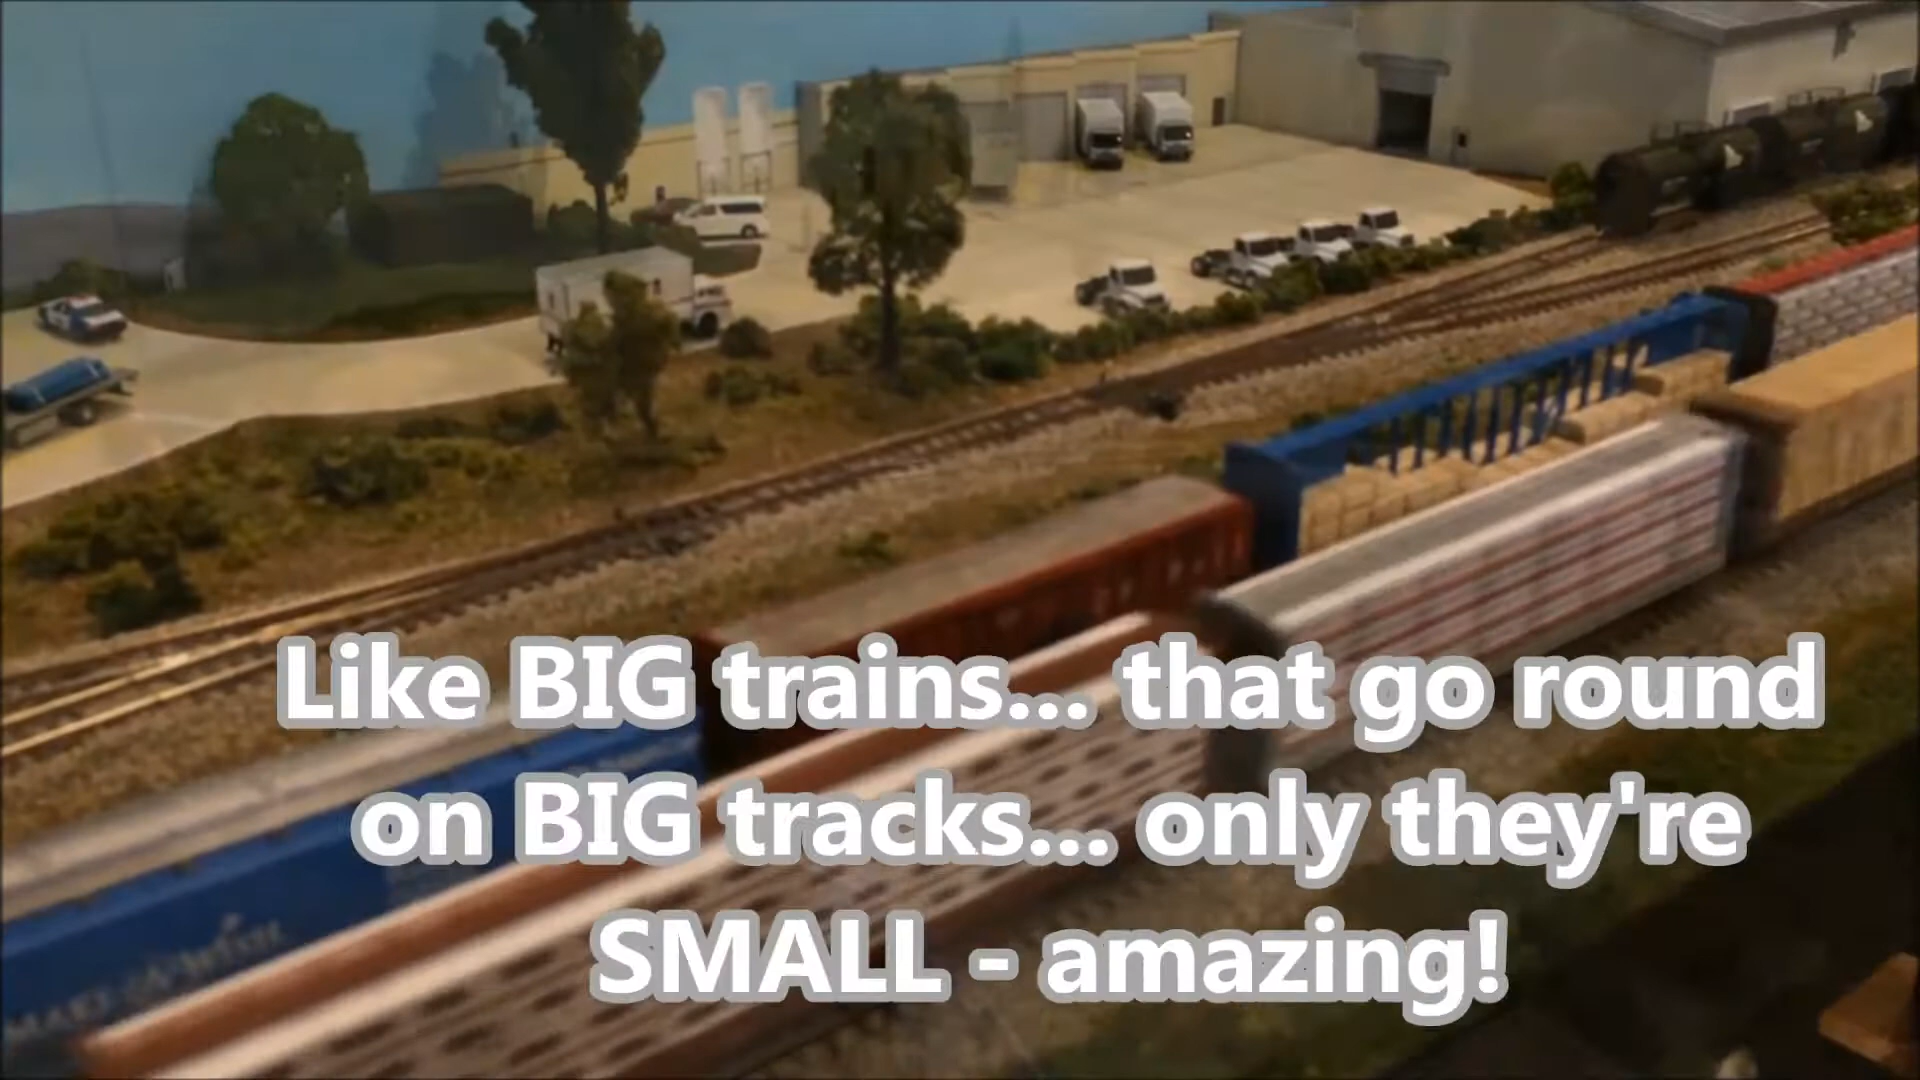 Like BIG trains... that go round
on BIG tracks... only they're
SMALL - amazing!